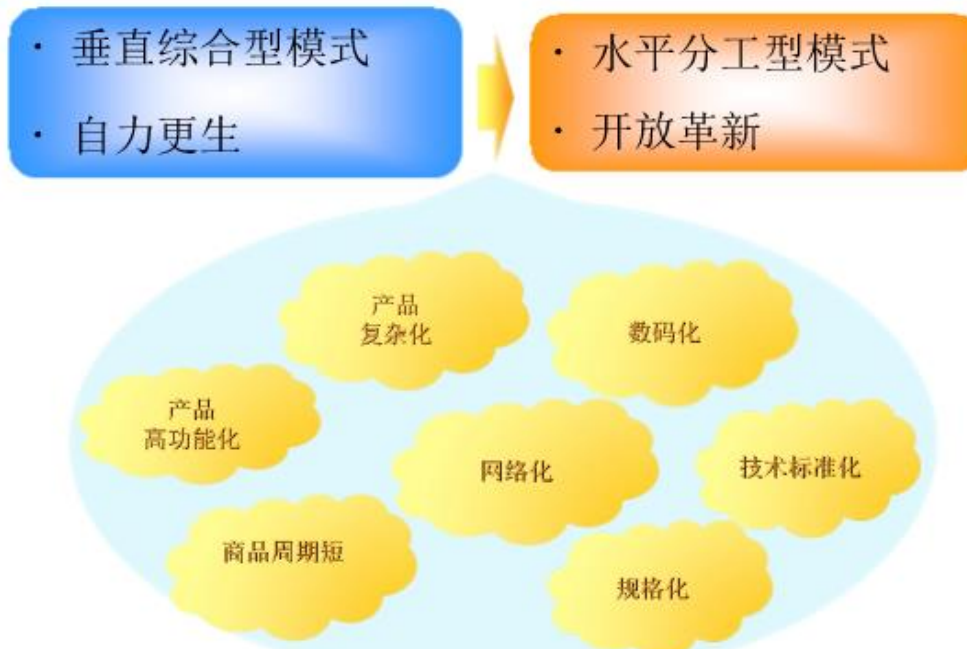 · 垂直综合型模式
· 自力更生
· 水平分工型模式
· 开放革新
产品
复杂化
数码化
产品
高功能化
网络化
技术标准化
商品周期短
规格化